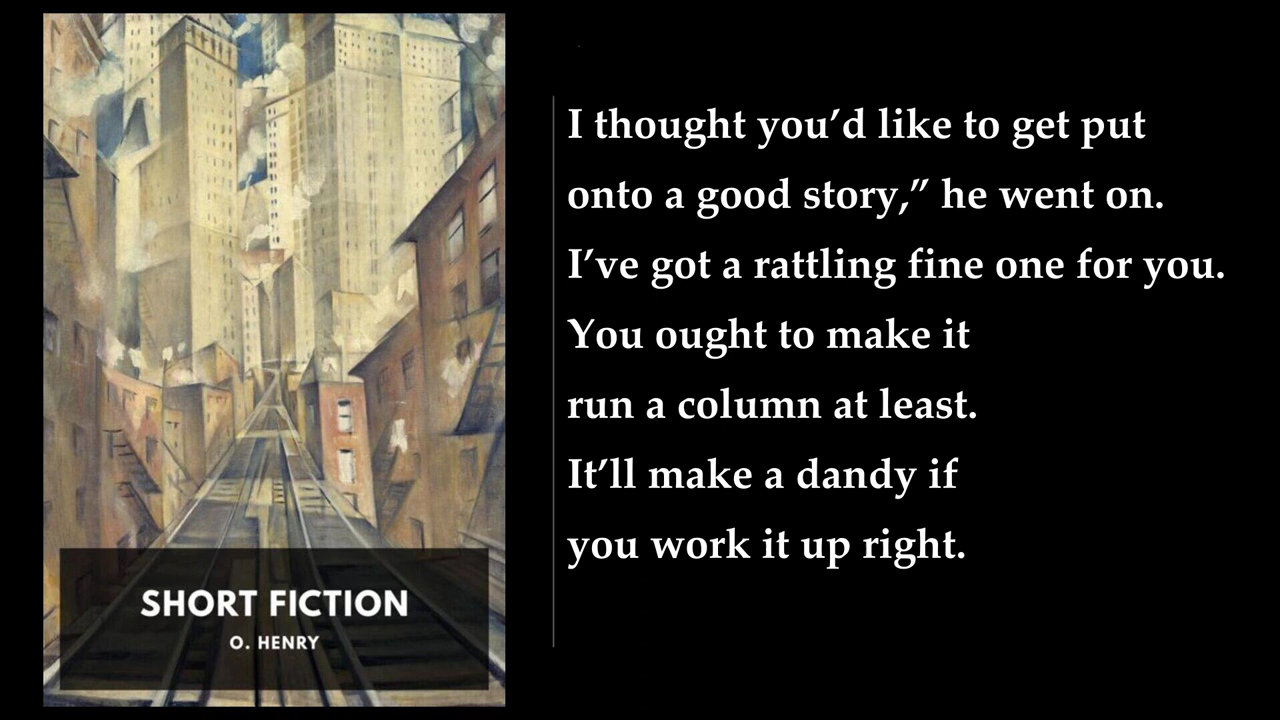 SHORT FICTION
O. HENRY
I thought you’d like to get put
onto a good story,” he went on.
I’ve got a rattling fine one for you.
You ought to make it
run a column at least.
It’ll make a dandy if
you work it up right.